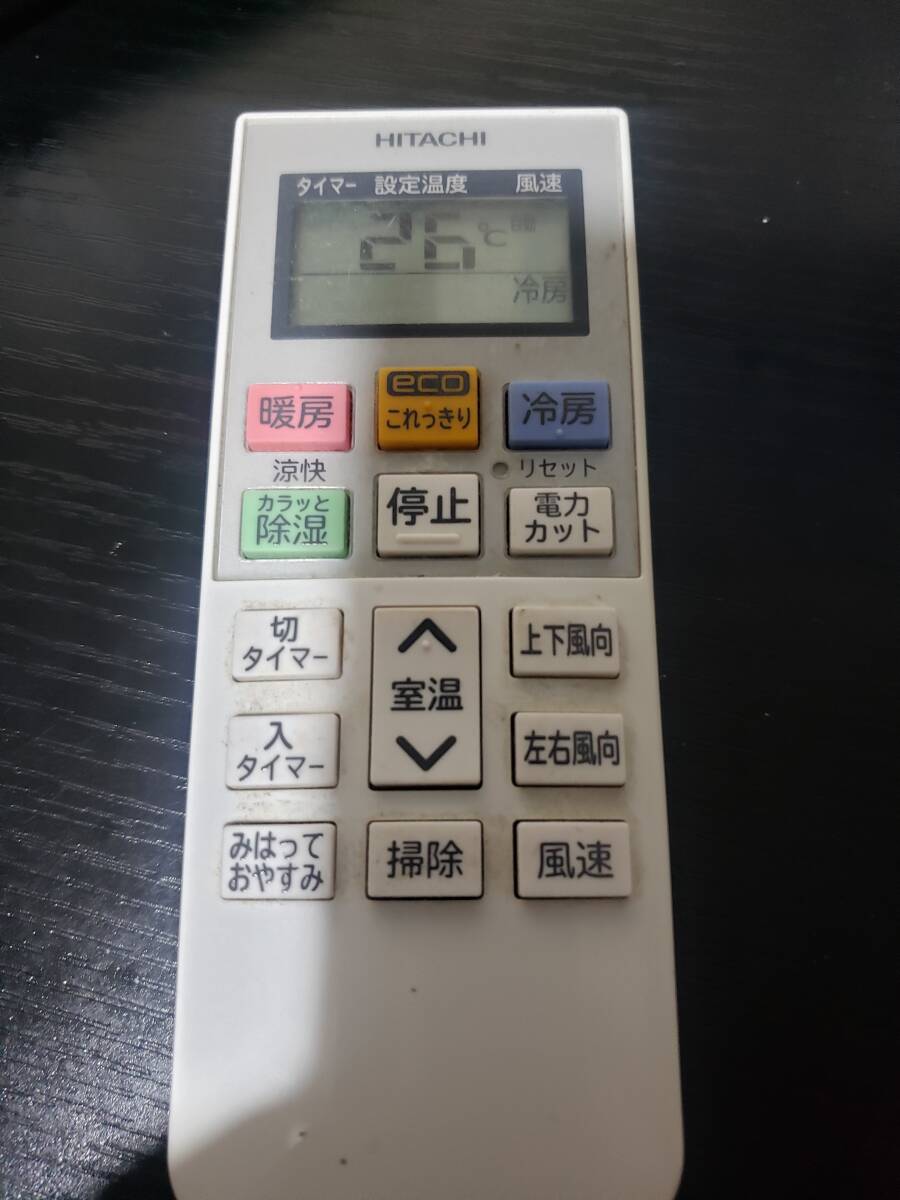 HITACHI
タイマー 設定温度 風速
26℃
冷房
暖房
eco
これっきり
冷房
涼快
リセット
カラッと
除湿
停止
電力
カット
切
タイマー
室温
上下風向
入
タイマー
左右風向
みはって
おやすみ
掃除
風速